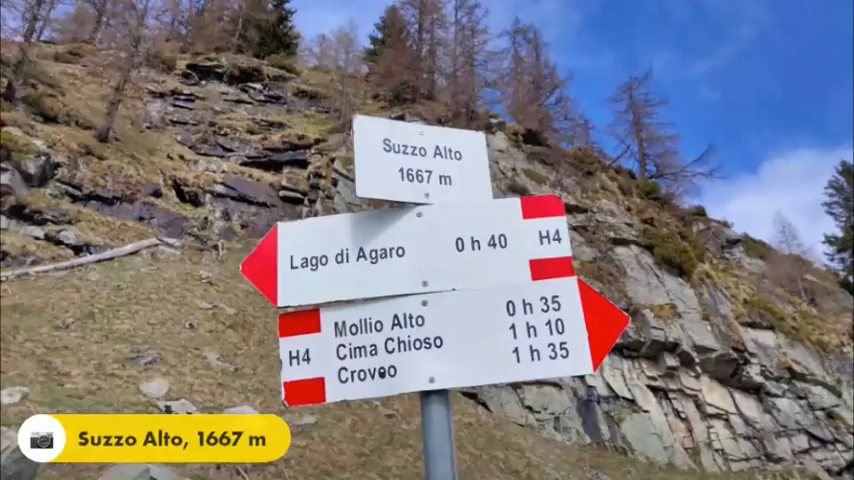 Suzzo Alto
1667 m
Lago di Agaro 0 h 40 H4
H4
Mollio Alto 0 h 35
Cima Chioso 1 h 10
Croveo 1 h 35
Suzzo Alto, 1667 m